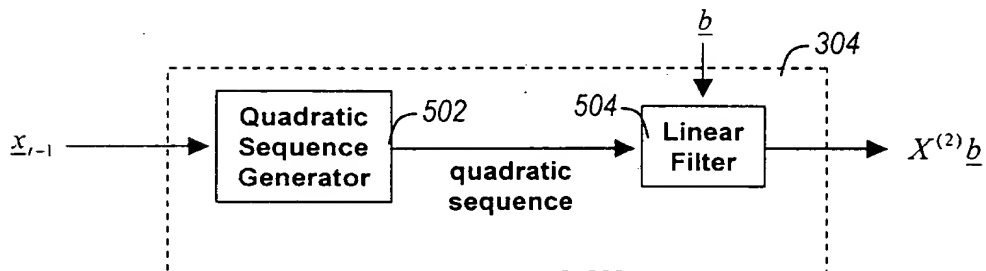 b
304
Quadratic
Sequence
Generator
502
504
Linear
Filter
x_{t-1}
quadratic
sequence
X^{(2)}b